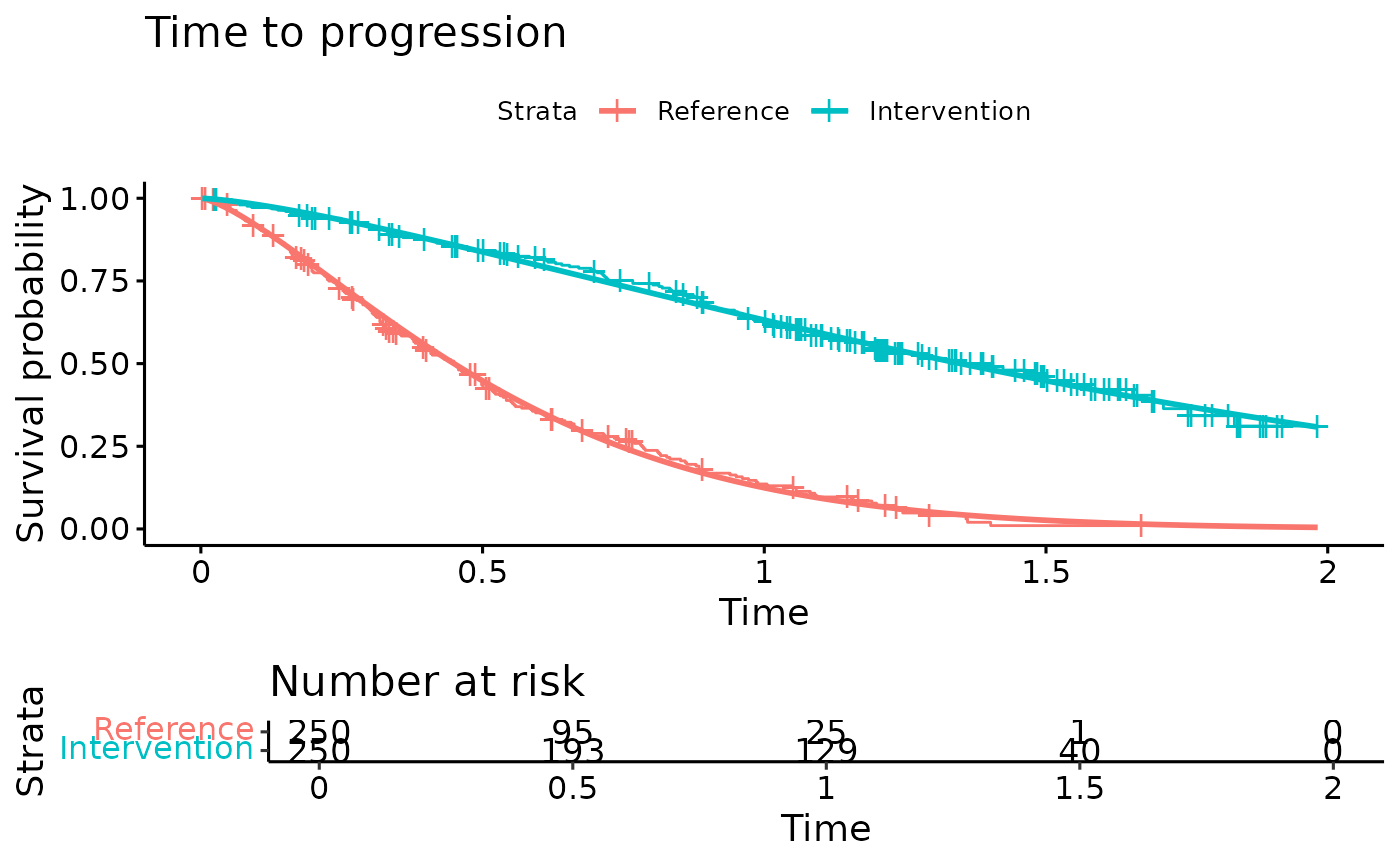 Time to progression
Strata Reference Intervention
Survival probability
1.00
0.75
0.50
0.25
0.00
0 0.5 1 1.5 2
Time
Number at risk
Strata
Reference 250 95 25 1 0
Intervention 250 193 129 40 0
0 0.5 1 1.5 2
Time